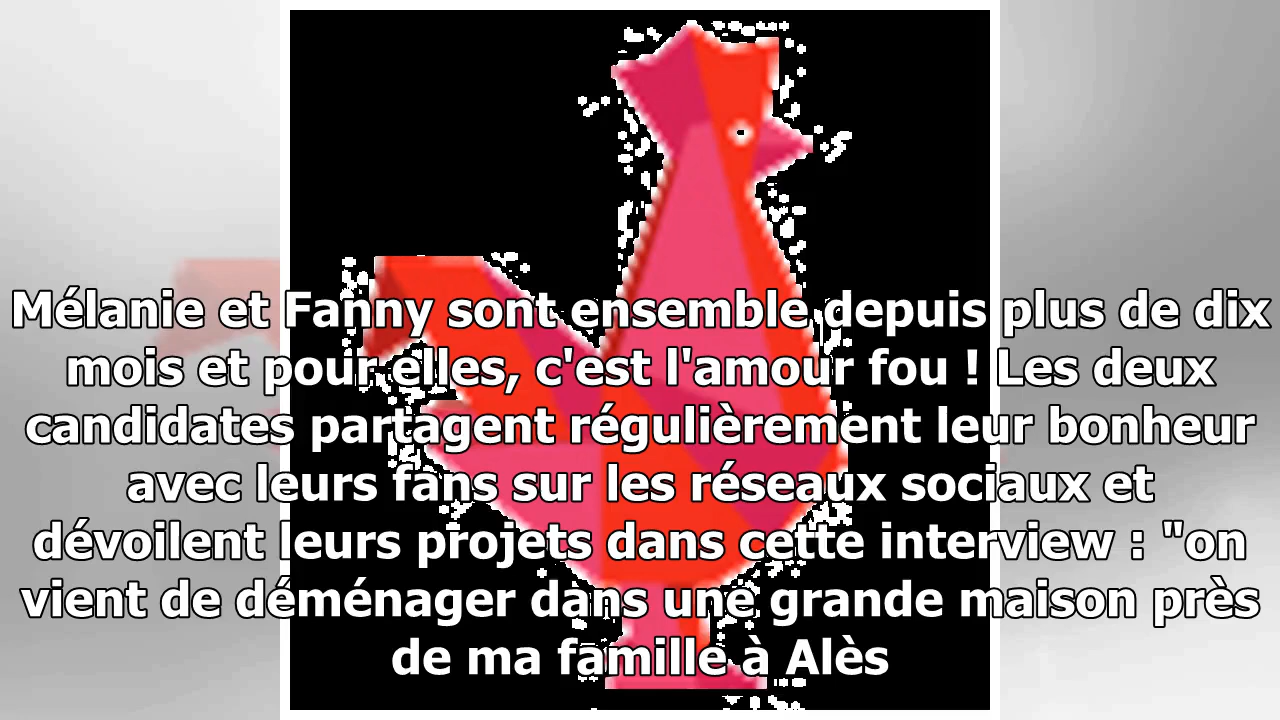 Mélanie et Fanny sont ensemble depuis plus de dix
mois et pour elles, c'est l'amour fou ! Les deux
candidates partagent régulièrement leur bonheur
avec leurs fans sur les réseaux sociaux et
dévoilent leurs projets dans cette interview : "on
vient de déménager dans une grande maison près
de ma famille à Alès